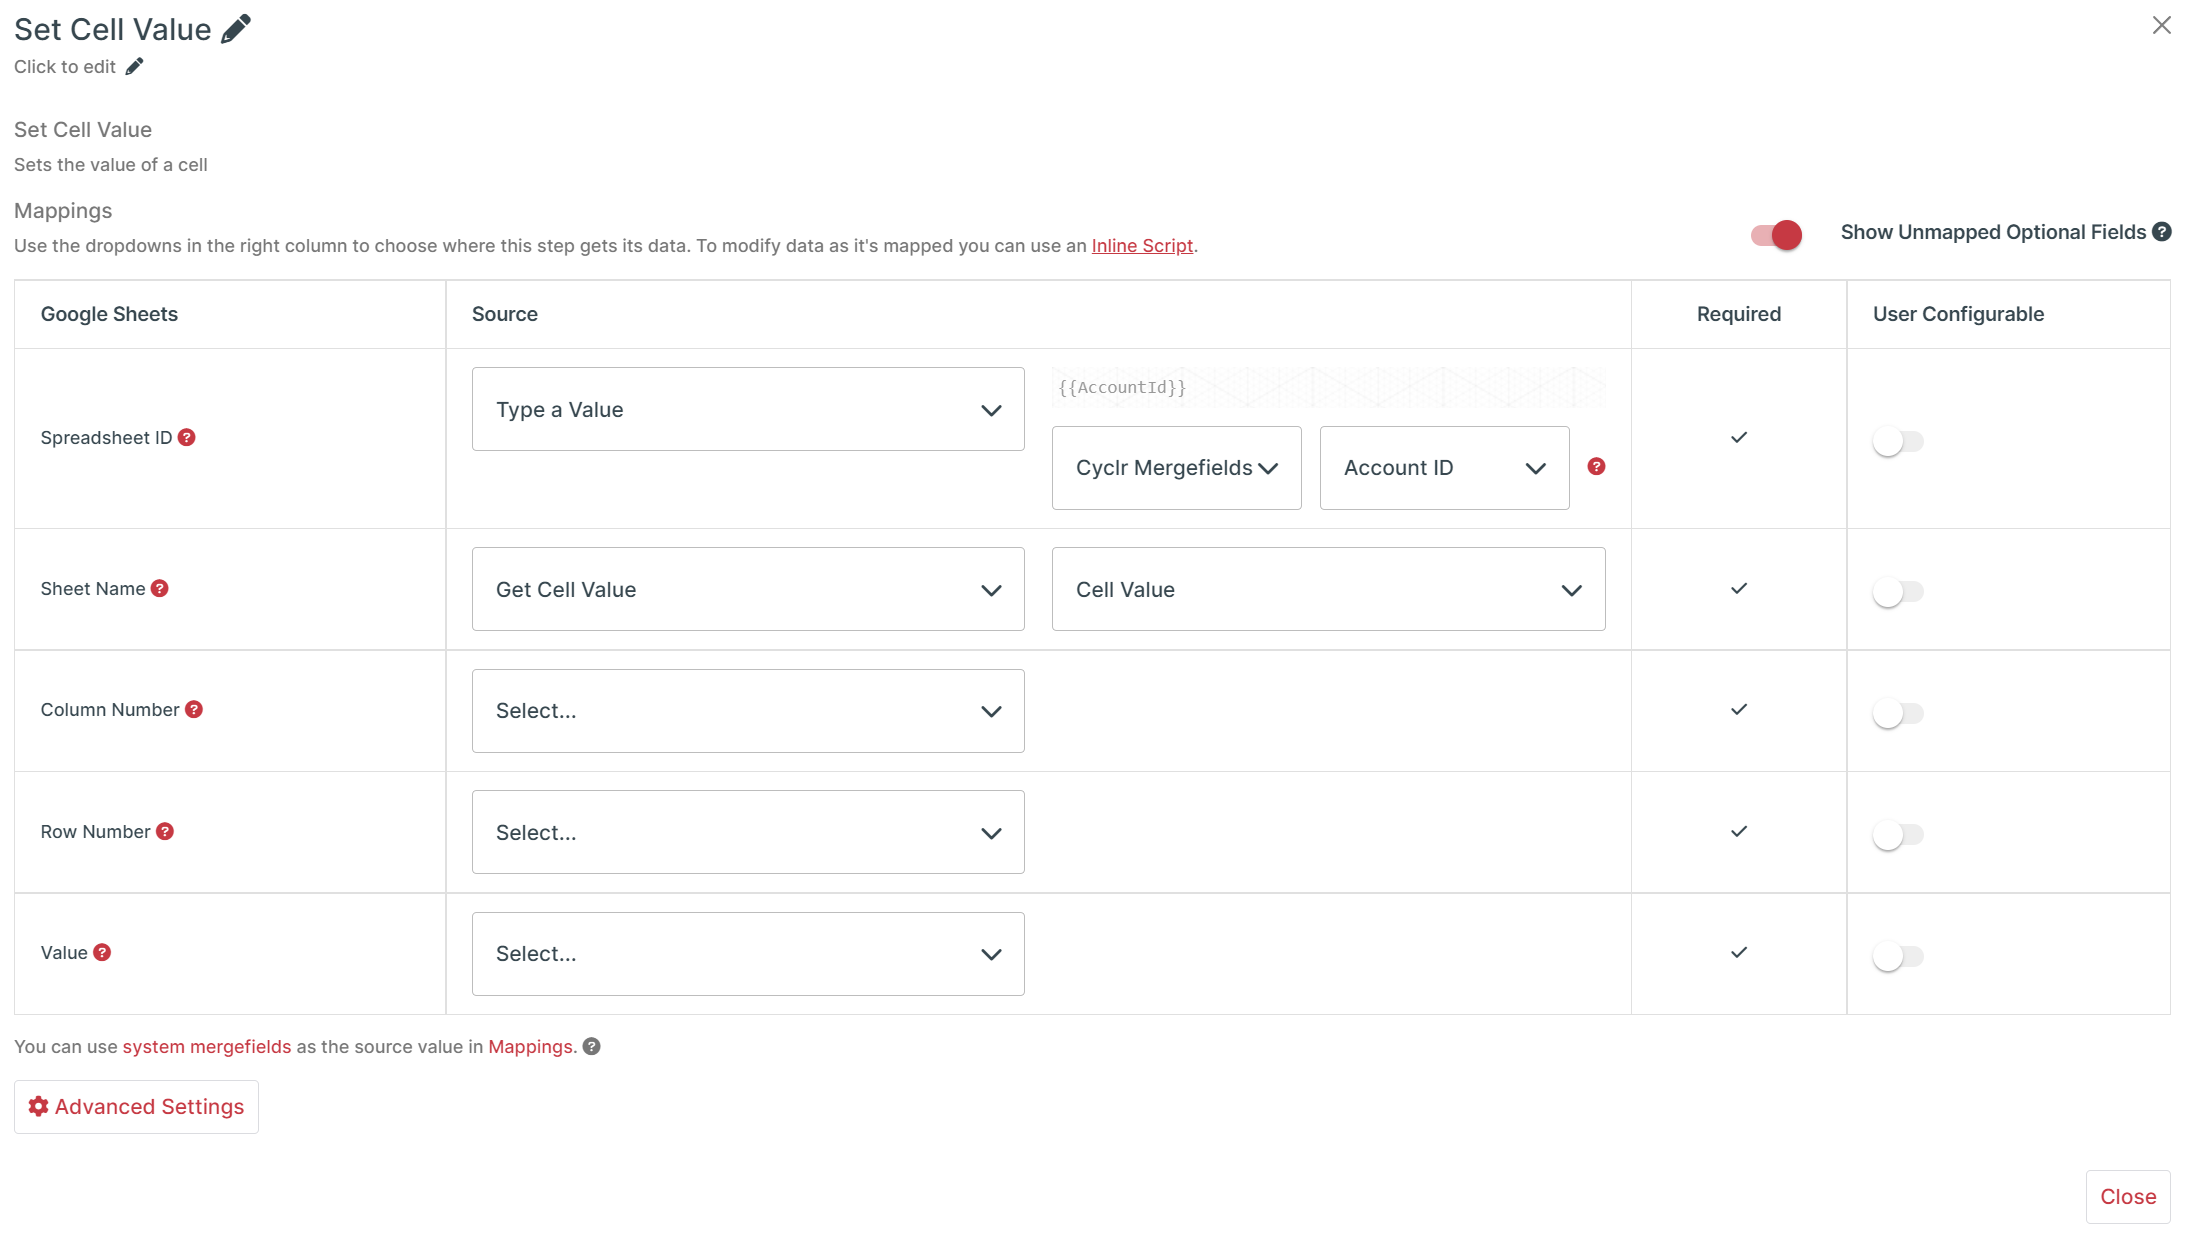 Set Cell Value
Click to edit
Set Cell Value
Sets the value of a cell
Mappings
Use the dropdowns in the right column to choose where this step gets its data. To modify data as it's mapped you can use an Inline Script.
Show Unmapped Optional Fields
Google Sheets
Source
Required
User Configurable
Spreadsheet ID
Type a Value
{{AccountId}}
Cyclr Mergefields
Account ID
Sheet Name
Get Cell Value
Cell Value
Column Number
Select...
Row Number
Select...
Value
Select...
You can use system mergefields as the source value in Mappings.
Advanced Settings
Close